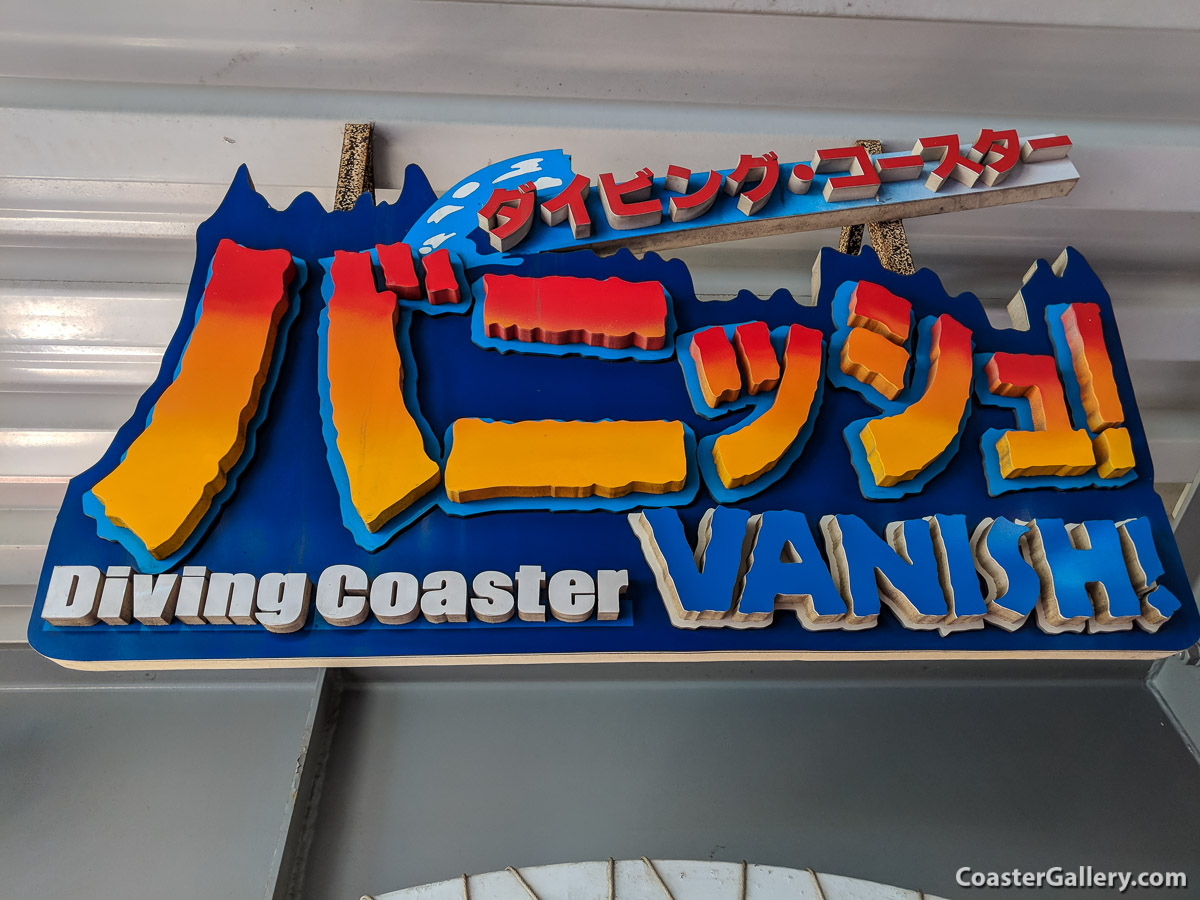 ダイビング・コースター
バニッシュ!
Diving Coaster VANISH!
CoasterGallery.com